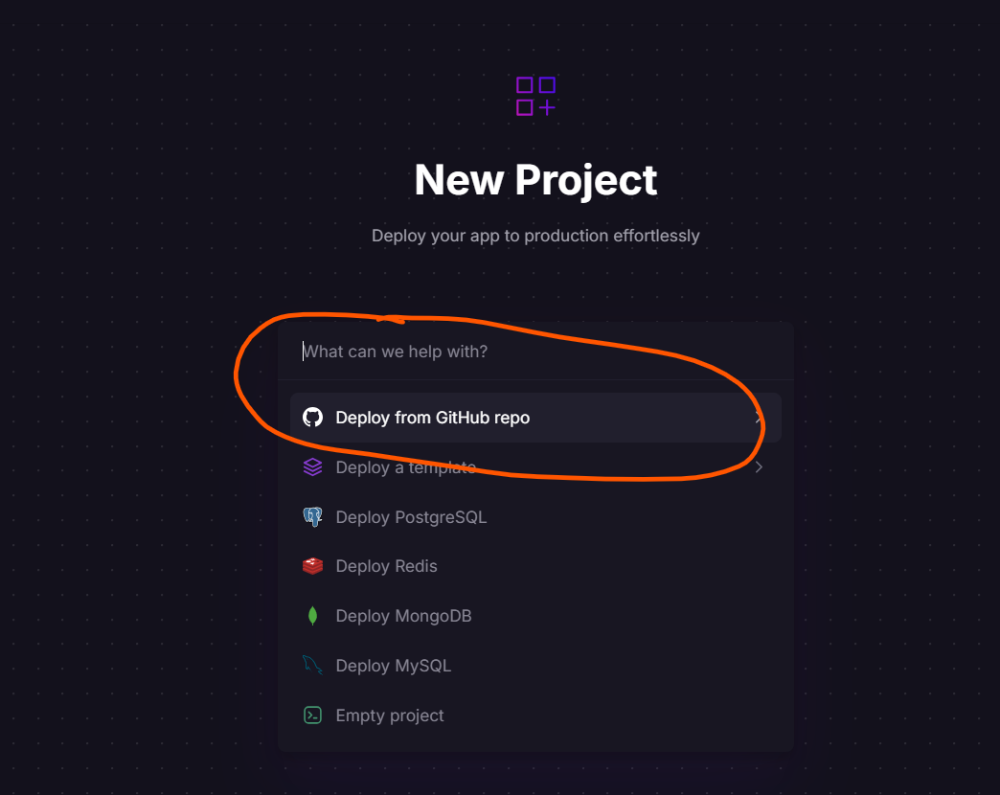 New Project
Deploy your app to production effortlessly
What can we help with?
Deploy from GitHub repo
Deploy a template
Deploy PostgreSQL
Deploy Redis
Deploy MongoDB
Deploy MySQL
Empty project